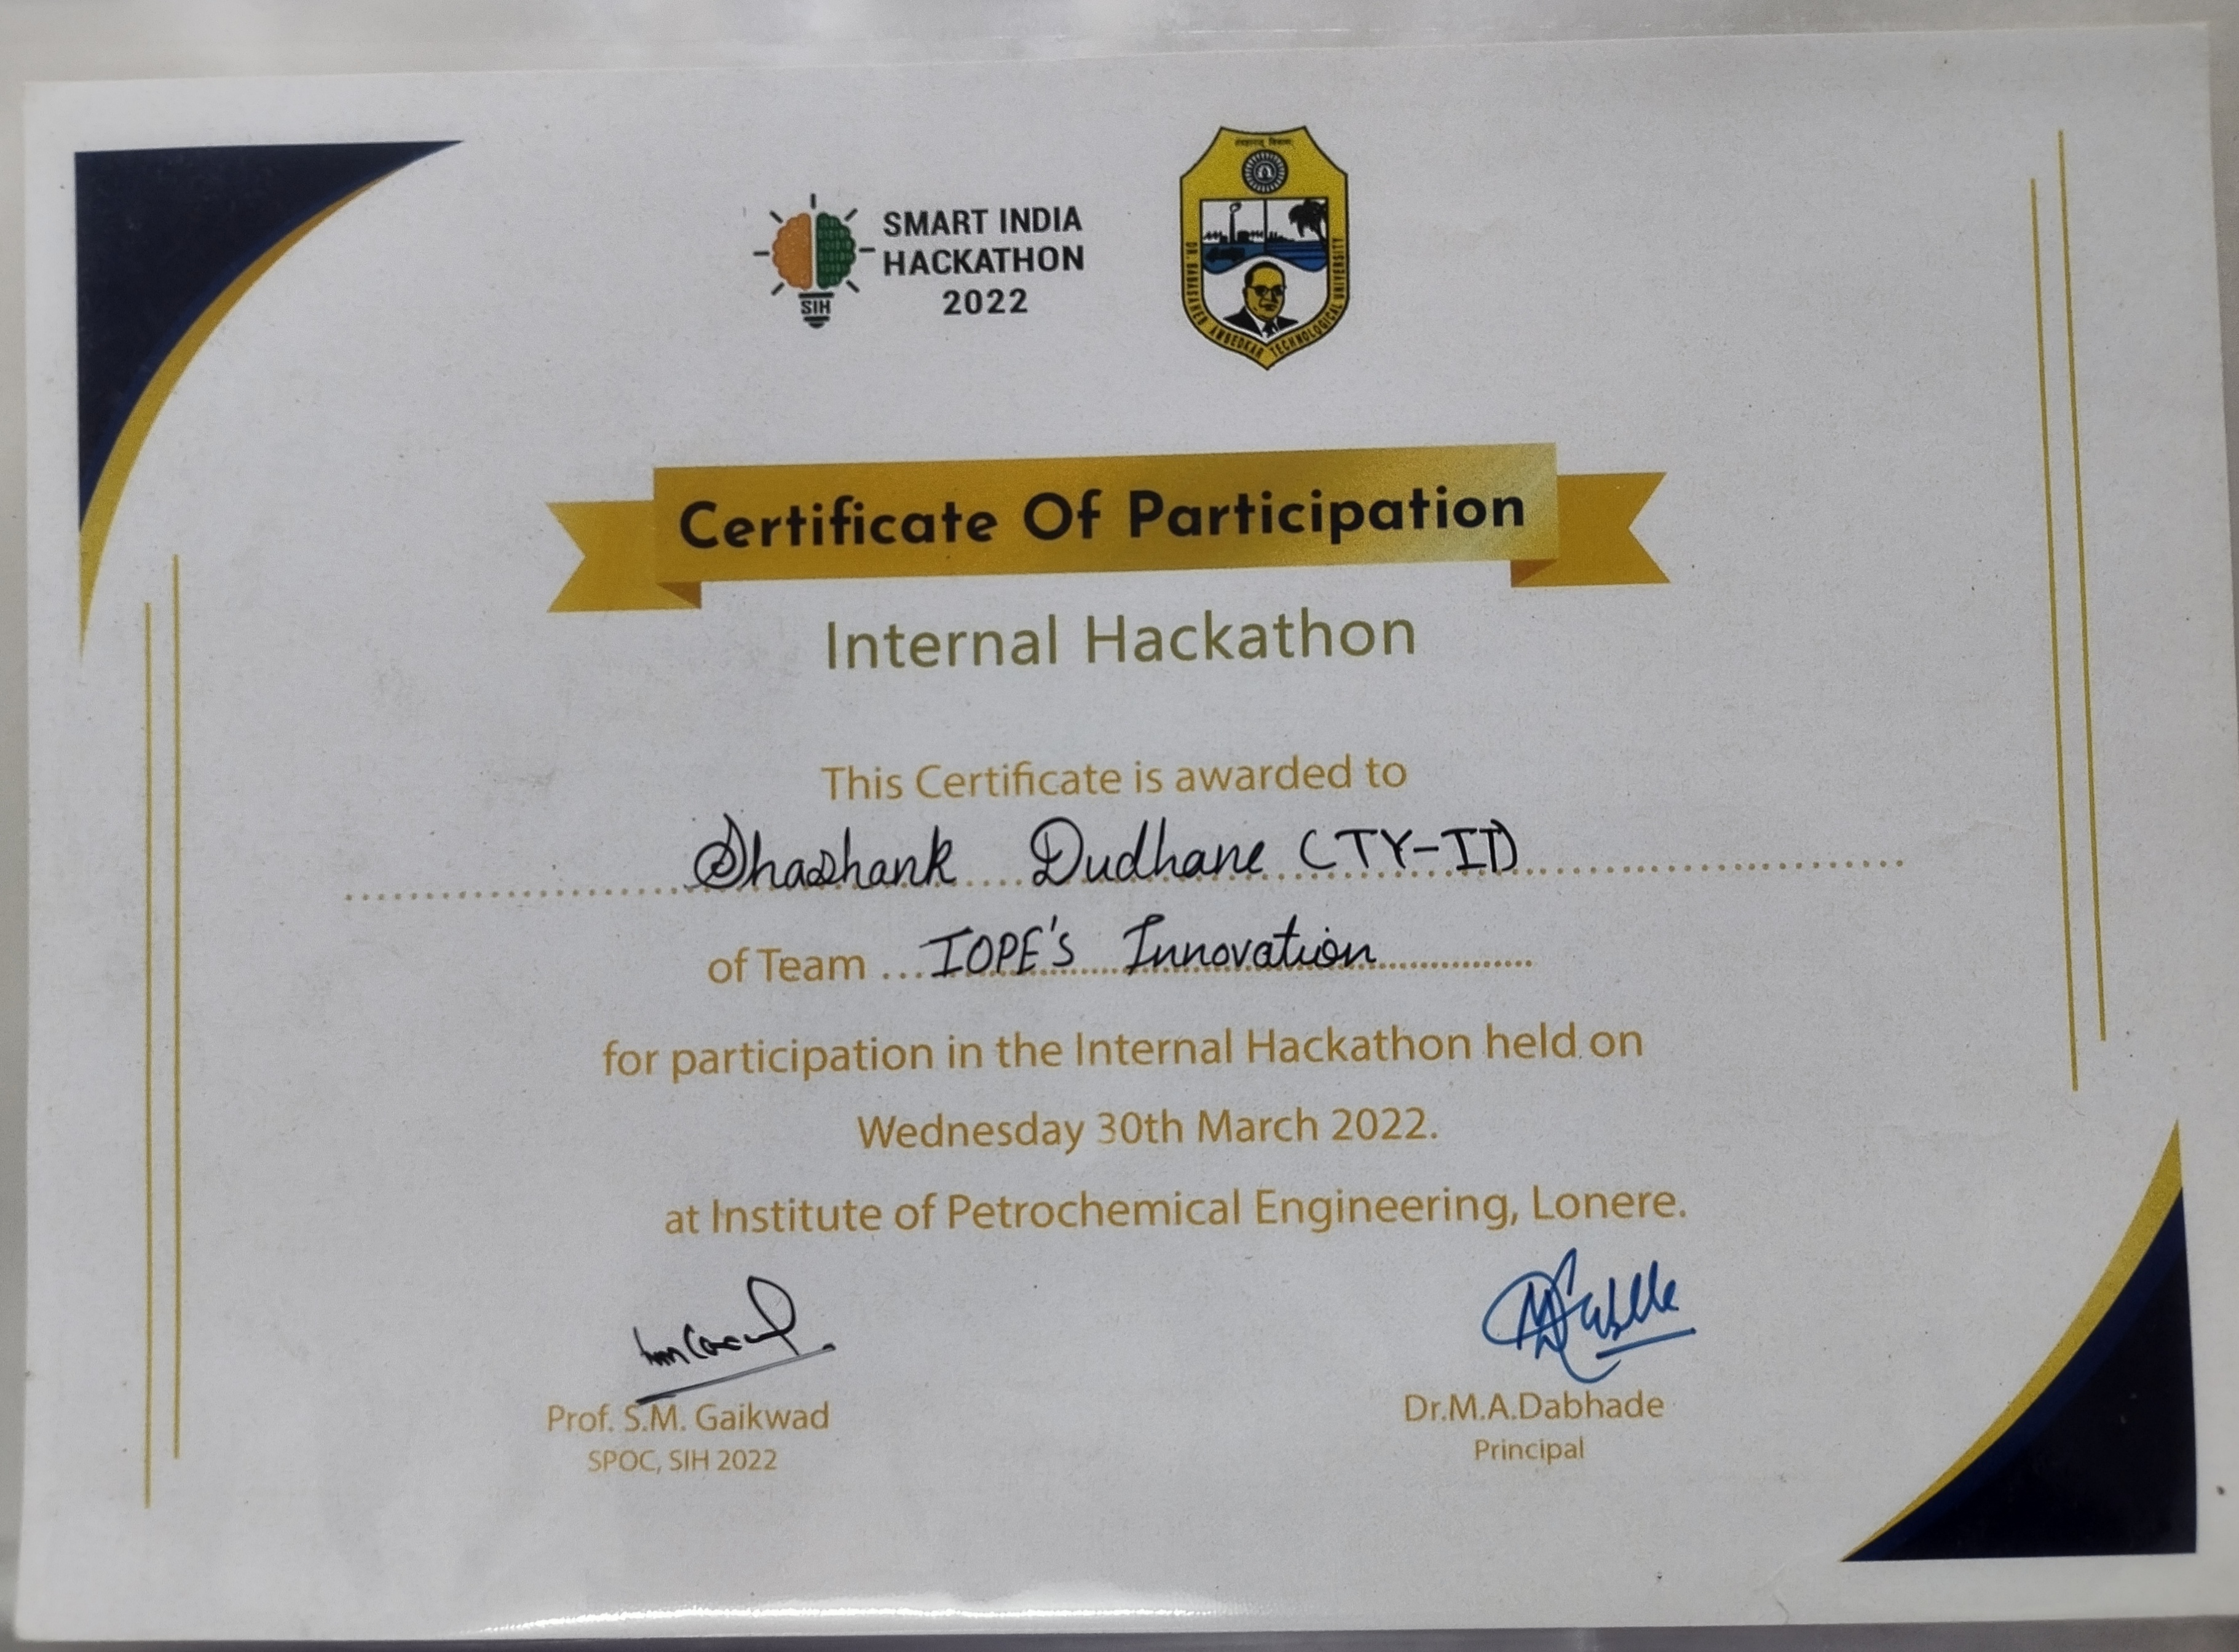 SMART INDIA
HACKATHON
2022
SIH
DR. BABASAHEB AMBEDKAR TECHNOLOGICAL UNIVERSITY
Certificate Of Participation
Internal Hackathon
This Certificate is awarded to
Shashank Dudhane (TY-II)
of Team IOPE's Innovation
for participation in the Internal Hackathon held on
Wednesday 30th March 2022.
at Institute of Petrochemical Engineering, Lonere.
Prof. S.M. Gaikwad
SPOC, SIH 2022
Dr.M.A.Dabhade
Principal